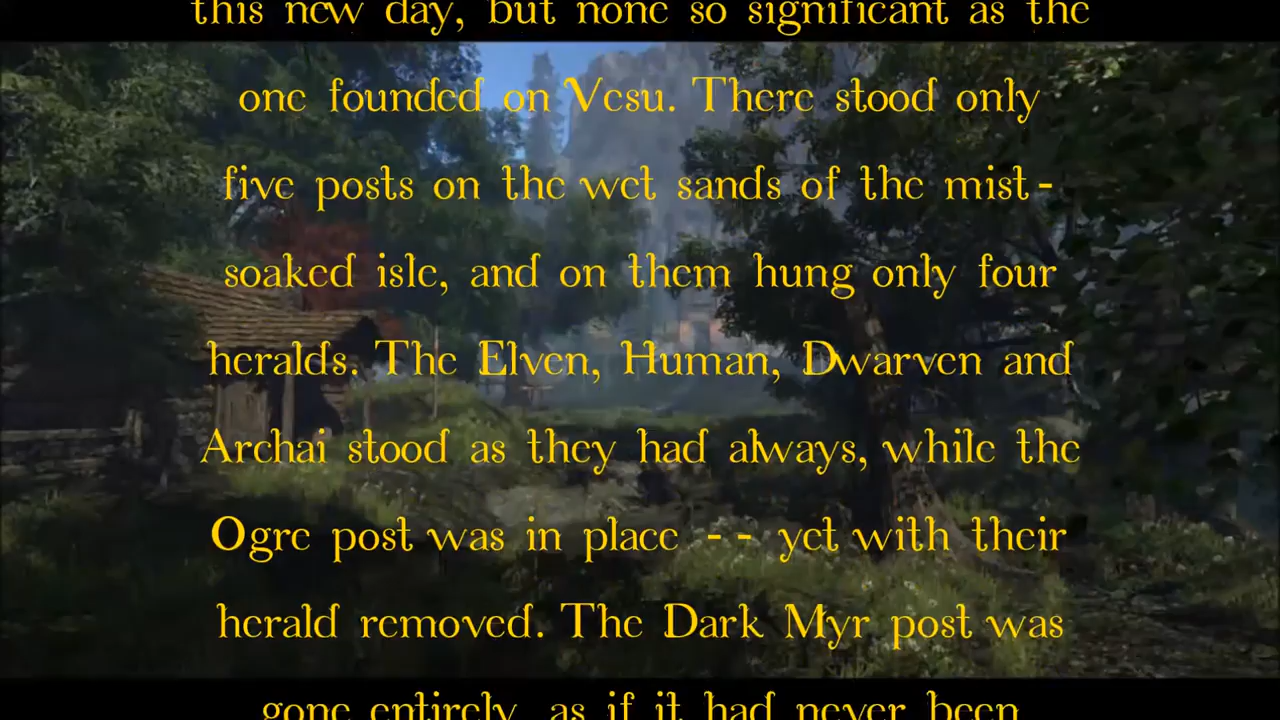 this new day, but none so significant as the
one founded on Vesu. There stood only
five posts on the wet sands of the mist-
soaked isle, and on them hung only four
heralds. The Elven, Human, Dwarven and
Archai stood as they had always, while the
Ogre post was in place -- yet with their
herald removed. The Dark Myr post was
gone entirely, as if it had never been